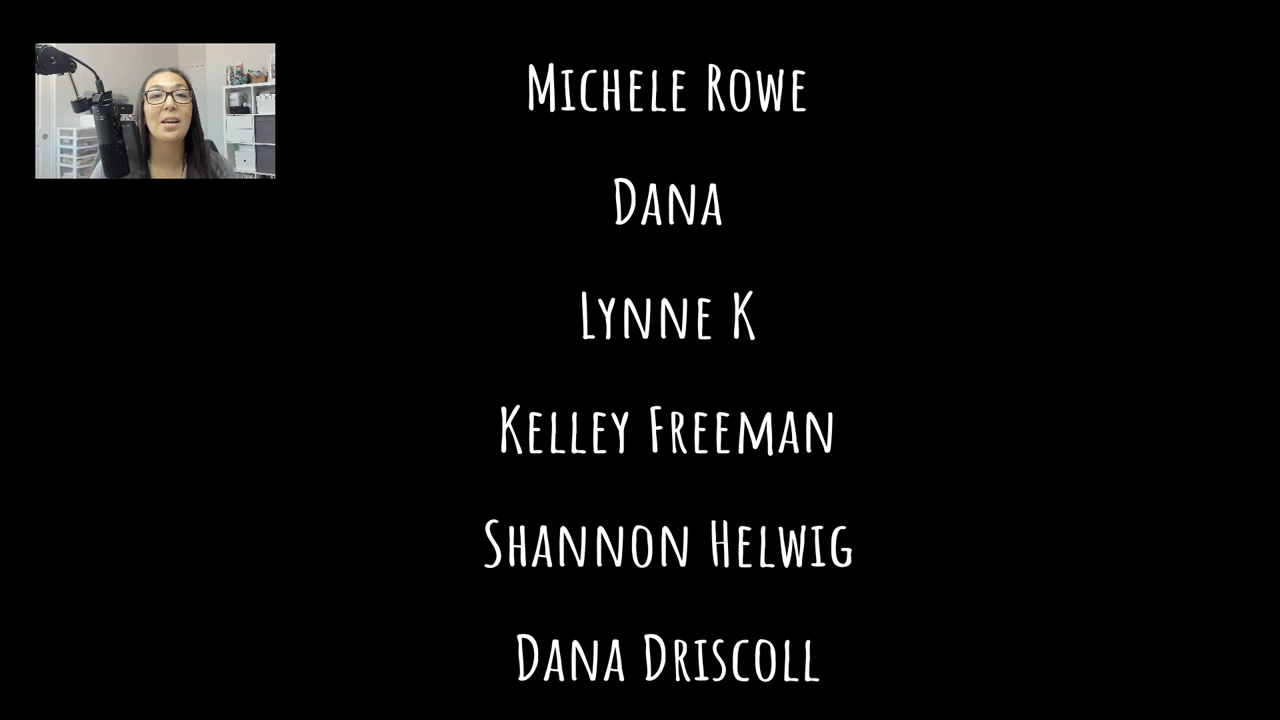 Michele Rowe
Dana
Lynne K
Kelley Freeman
Shannon Helwig
Dana Driscoll